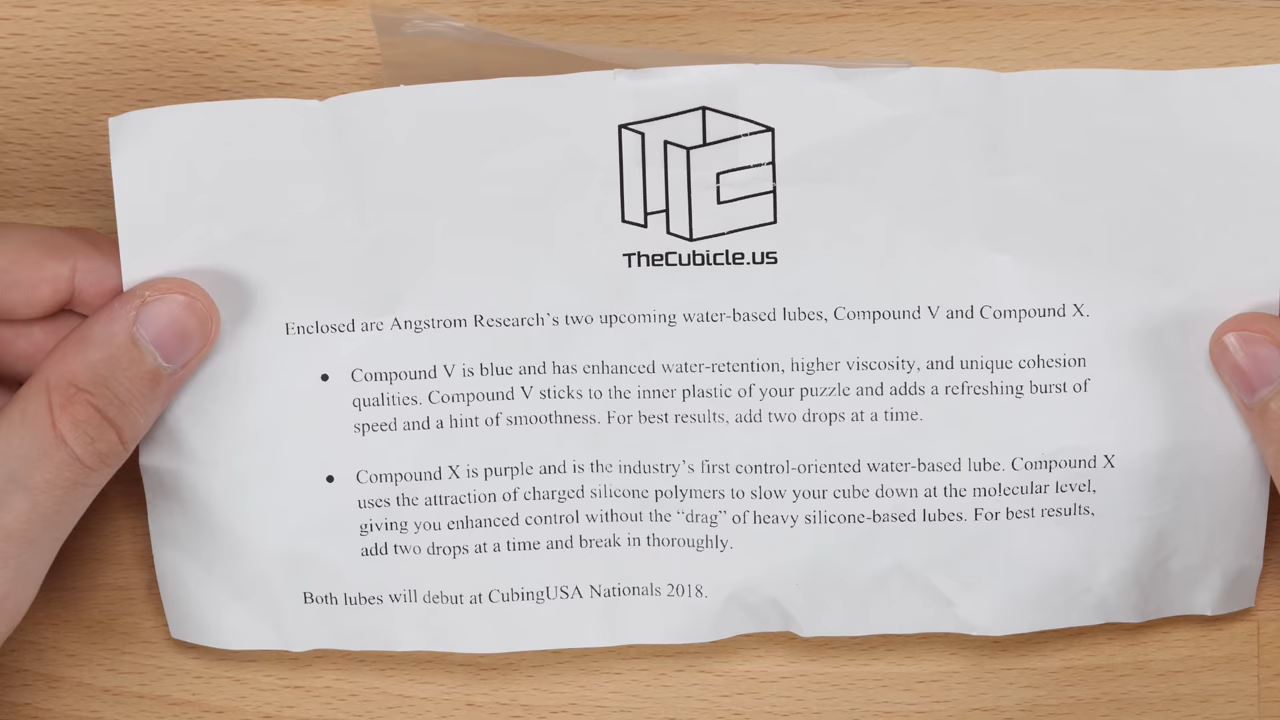 TheCubicle.us
Enclosed are Angstrom Research's two upcoming water-based lubes, Compound V and Compound X.
• Compound V is blue and has enhanced water-retention, higher viscosity, and unique cohesion
qualities. Compound V sticks to the inner plastic of your puzzle and adds a refreshing burst of
speed and a hint of smoothness. For best results, add two drops at a time.
• Compound X is purple and is the industry's first control-oriented water-based lube. Compound X
uses the attraction of charged silicone polymers to slow your cube down at the molecular level,
giving you enhanced control without the “drag” of heavy silicone-based lubes. For best results,
add two drops at a time and break in thoroughly.
Both lubes will debut at CubingUSA Nationals 2018.